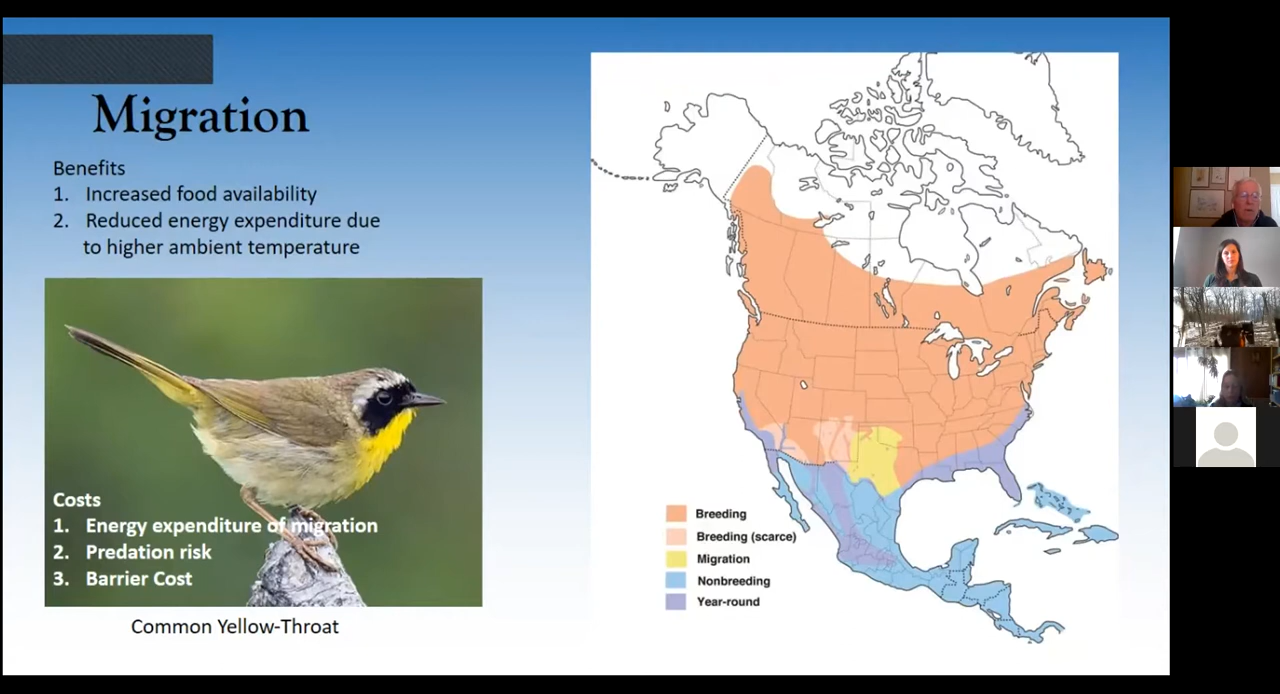 Migration
Benefits
1. Increased food availability
2. Reduced energy expenditure due
to higher ambient temperature
Costs
1. Energy expenditure of migration
2. Predation risk
3. Barrier Cost
Common Yellow-Throat
Breeding
Breeding (scarce)
Migration
Nonbreeding
Year-round